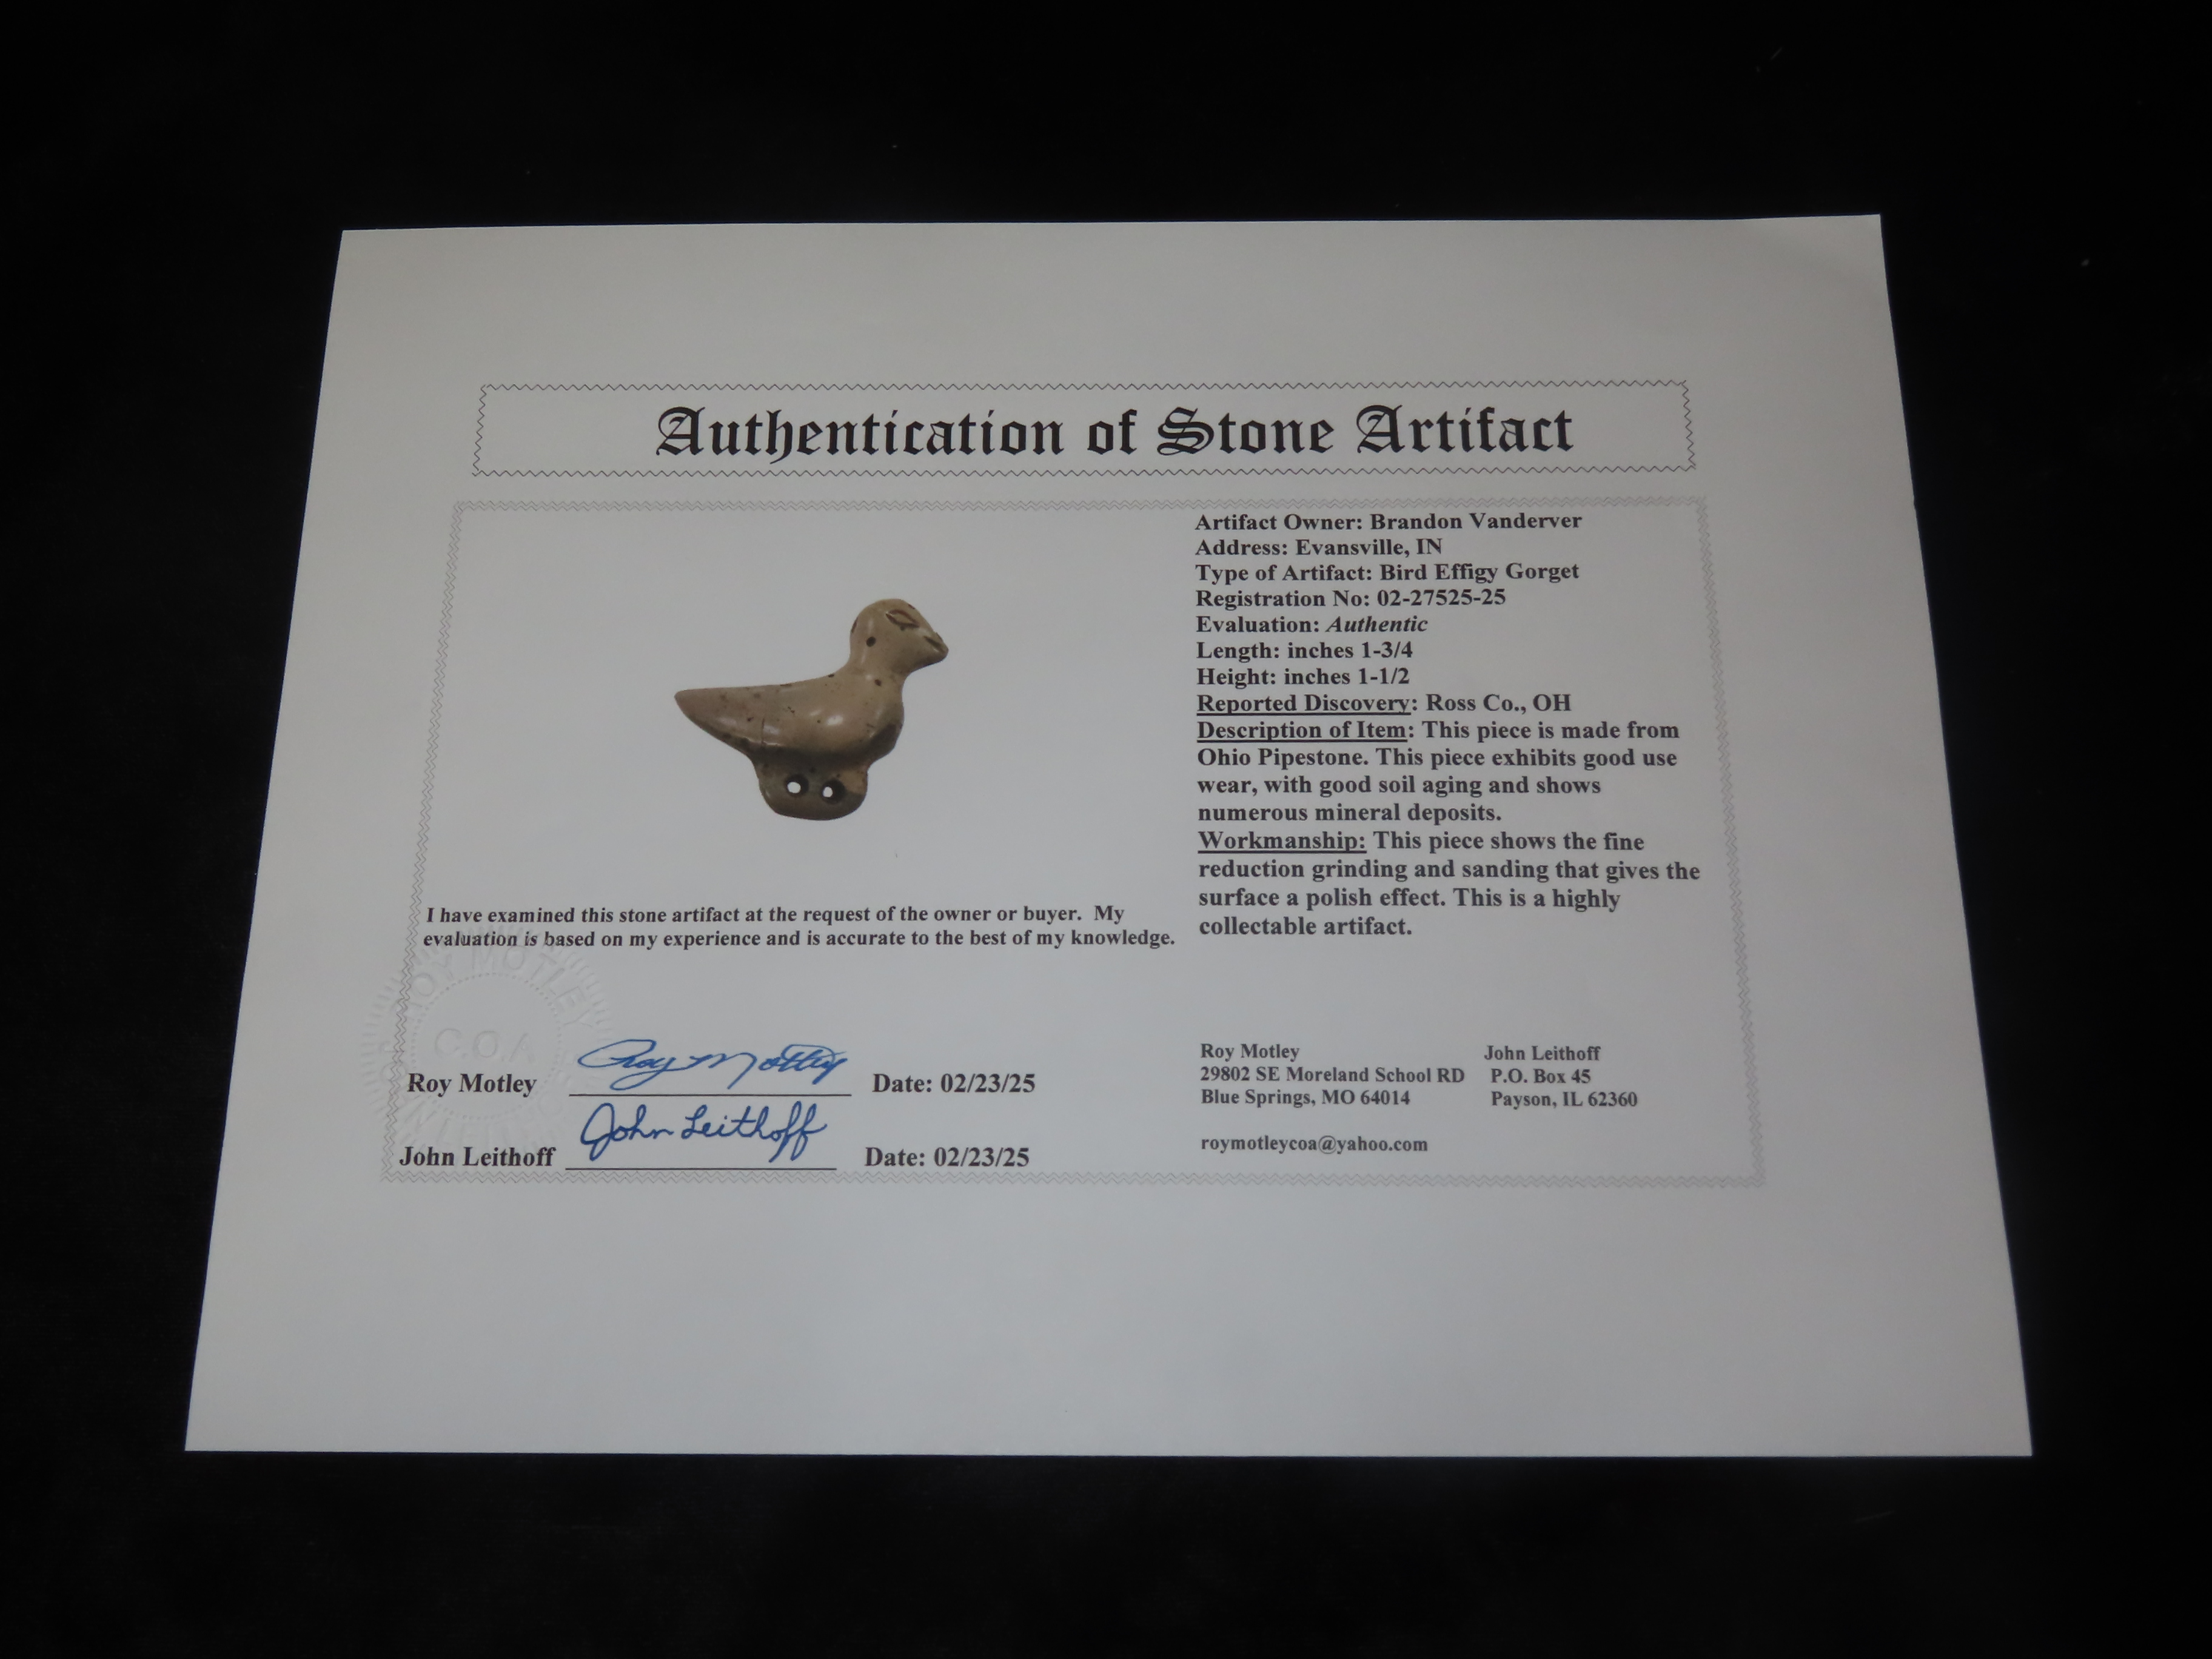 Authentication of Stone Artifact
Artifact Owner: Brandon Vanderver
Address: Evansville, IN
Type of Artifact: Bird Effigy Gorget
Registration No: 02-27525-25
Evaluation: Authentic
Length: inches 1-3/4
Height: inches 1-1/2
Reported Discovery: Ross Co., OH
Description of Item: This piece is made from
Ohio Pipestone. This piece exhibits good use
wear, with good soil aging and shows
numerous mineral deposits.
Workmanship: This piece shows the fine
reduction grinding and sanding that gives the
surface a polish effect. This is a highly
collectable artifact.
I have examined this stone artifact at the request of the owner or buyer. My
evaluation is based on my experience and is accurate to the best of my knowledge.
ROY MOTLEY
C.O.A
Roy Motley Roy Motley Date: 02/23/25
John Leithoff John Leithoff Date: 02/23/25
Roy Motley John Leithoff
29802 SE Moreland School RD P.O. Box 45
Blue Springs, MO 64014 Payson, IL 62360
roymotleycoa@yahoo.com